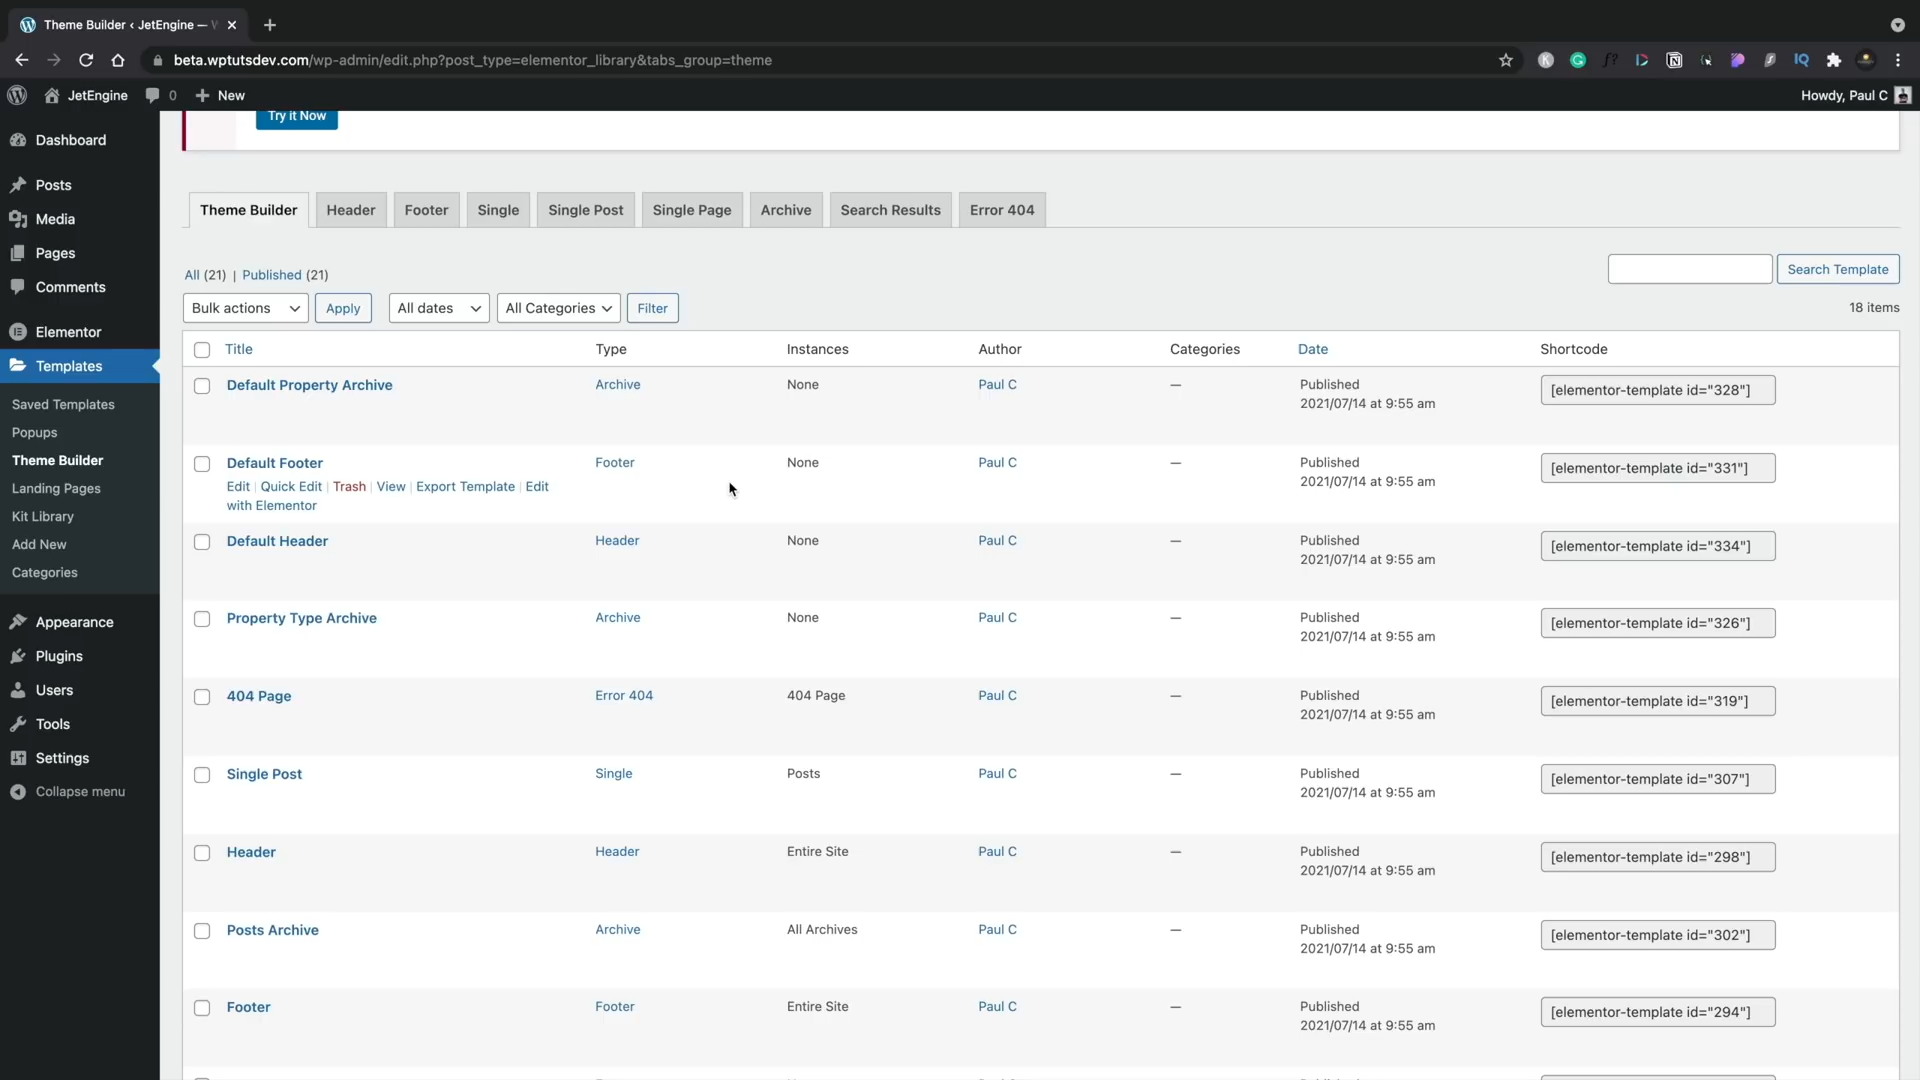 Theme Builder ‹ JetEngine —
beta.wptutsdev.com/wp-admin/edit.php?post_type=elementor_library&tabs_group=theme
JetEngine 0 + New Howdy, Paul C
Try it Now
Dashboard
Posts
Media
Pages
Comments
Elementor
Templates
Saved Templates
Popups
Theme Builder
Landing Pages
Kit Library
Add New
Categories
Appearance
Plugins
Users
Tools
Settings
Collapse menu
Theme Builder Header Footer Single Single Post Single Page Archive Search Results Error 404
All (21) | Published (21) Search Template
Bulk actions Apply All dates All Categories Filter 18 items
Title Type Instances Author Categories Date Shortcode
Default Property Archive Archive None Paul C — Published [elementor-template id="328"]
2021/07/14 at 9:55 am
Default Footer Footer None Paul C — Published [elementor-template id="331"]
Edit | Quick Edit | Trash | View | Export Template | Edit 2021/07/14 at 9:55 am
with Elementor
Default Header Header None Paul C — Published [elementor-template id="334"]
2021/07/14 at 9:55 am
Property Type Archive Archive None Paul C — Published [elementor-template id="326"]
2021/07/14 at 9:55 am
404 Page Error 404 404 Page Paul C — Published [elementor-template id="319"]
2021/07/14 at 9:55 am
Single Post Single Posts Paul C — Published [elementor-template id="307"]
2021/07/14 at 9:55 am
Header Header Entire Site Paul C — Published [elementor-template id="298"]
2021/07/14 at 9:55 am
Posts Archive Archive All Archives Paul C — Published [elementor-template id="302"]
2021/07/14 at 9:55 am
Footer Footer Entire Site Paul C — Published [elementor-template id="294"]
2021/07/14 at 9:55 am